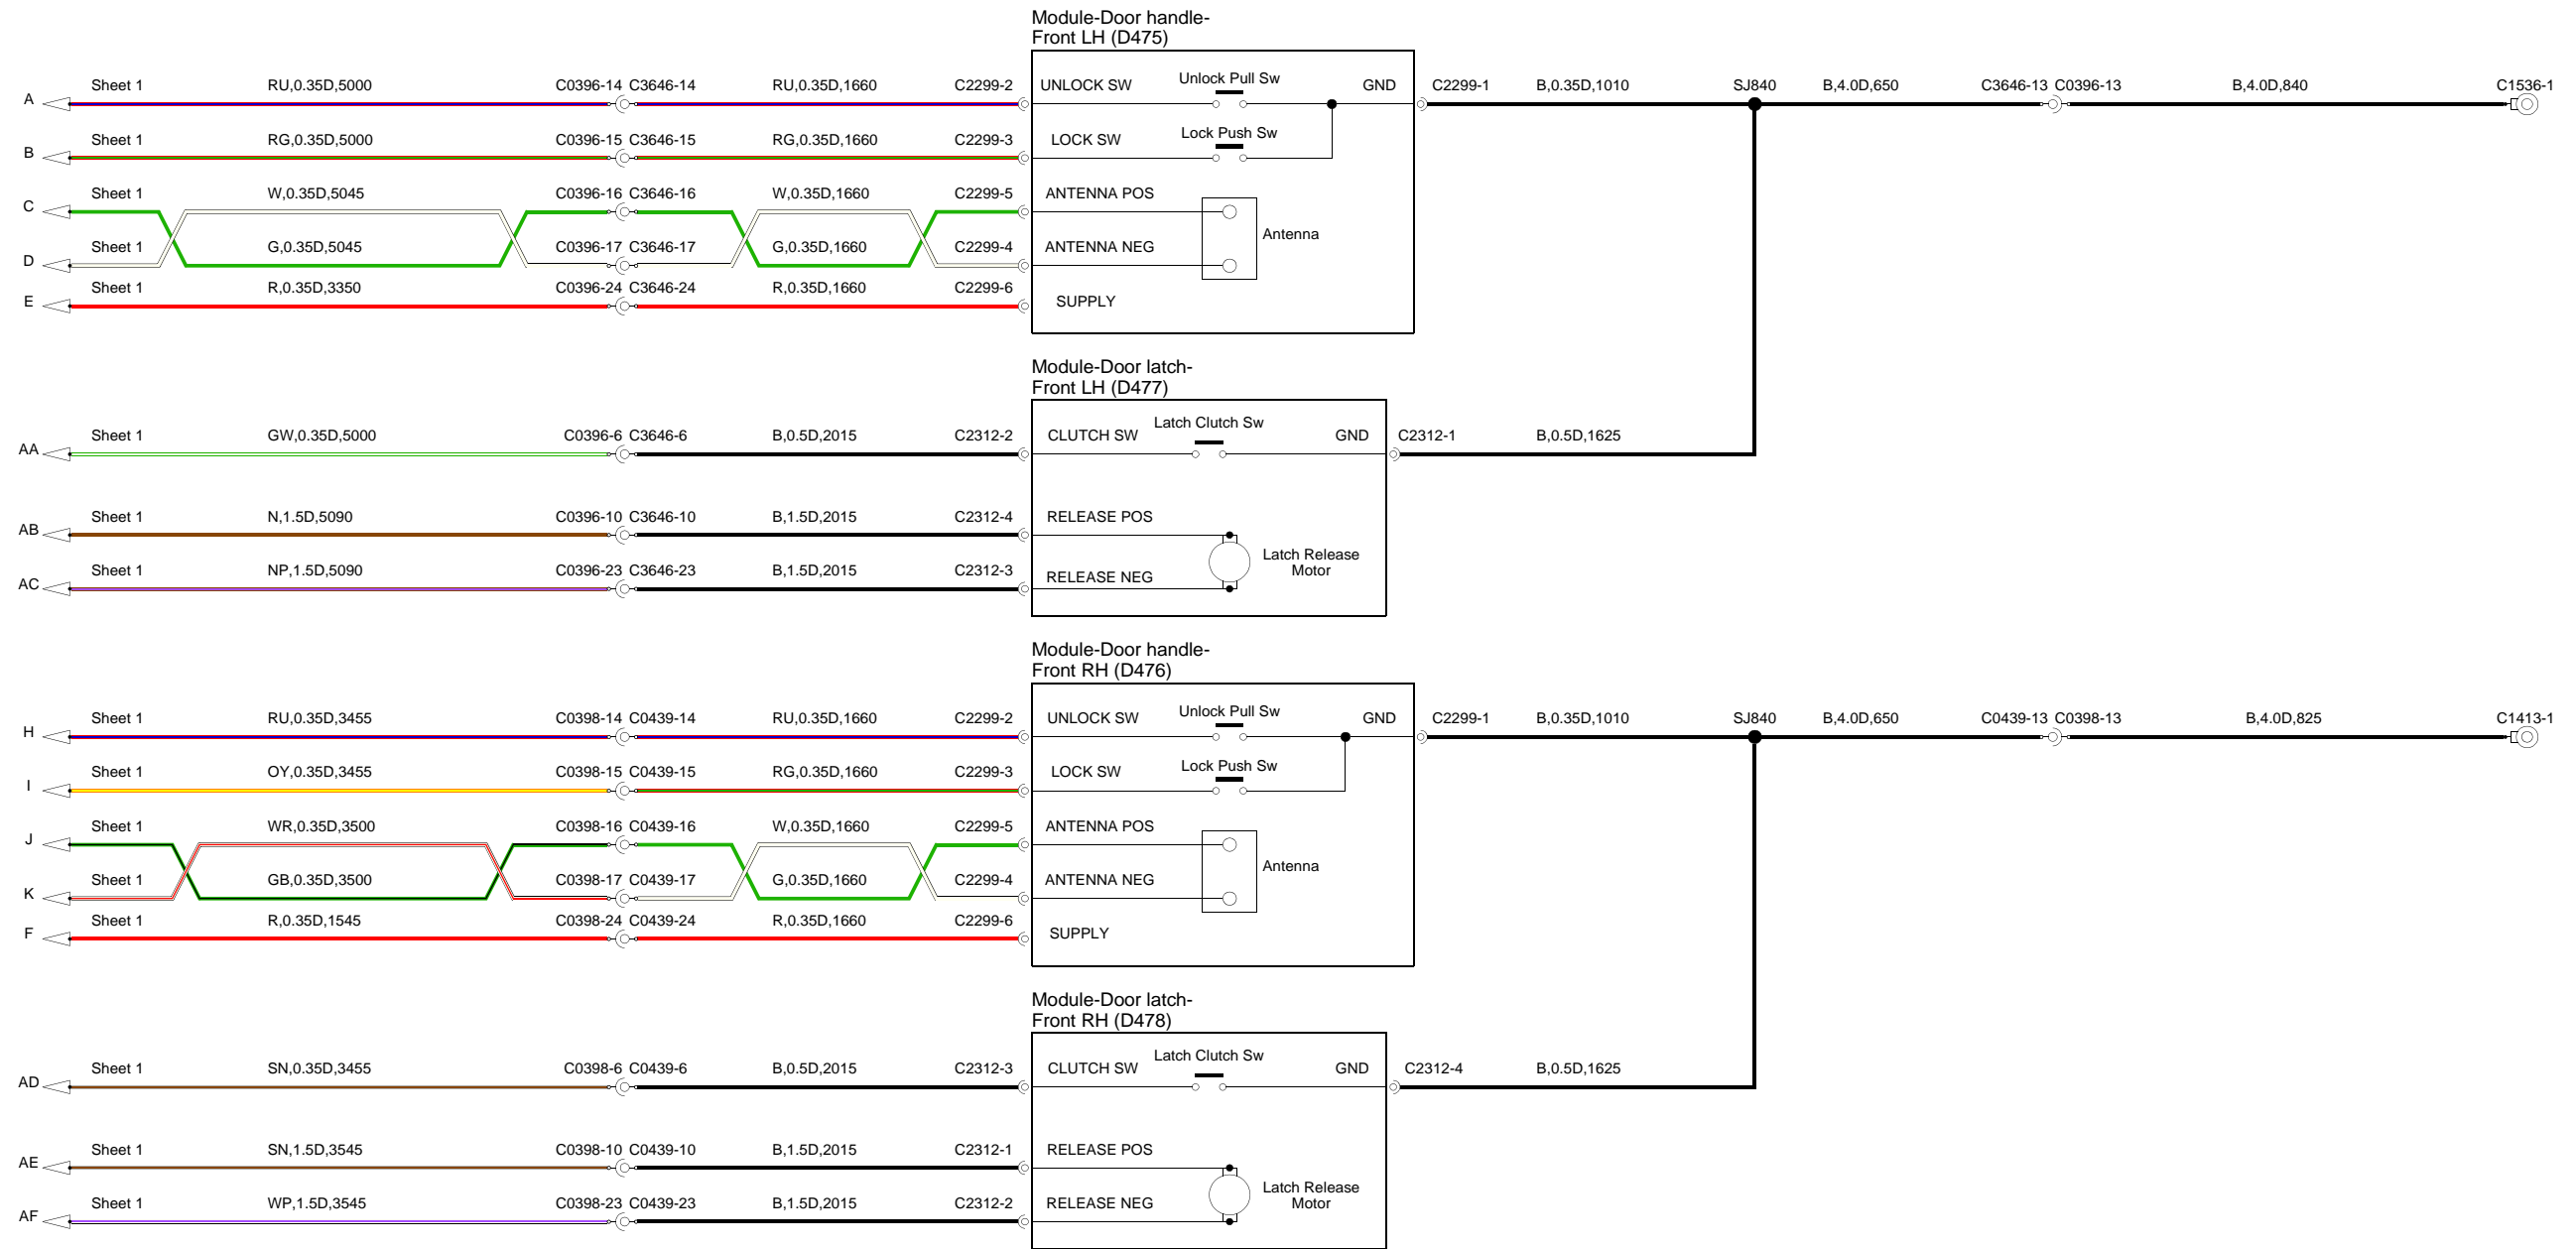 Module-Door handle-
Front LH (D475)
A Sheet 1 RU,0.35D,5000 C0396-14 C3646-14 RU,0.35D,1660 C2299-2 UNLOCK SW Unlock Pull Sw GND C2299-1 B,0.35D,1010 SJ840 B,4.0D,650 C3646-13 C0396-13 B,4.0D,840 C1536-1
B Sheet 1 RG,0.35D,5000 C0396-15 C3646-15 RG,0.35D,1660 C2299-3 LOCK SW Lock Push Sw
C Sheet 1 W,0.35D,5045 C0396-16 C3646-16 W,0.35D,1660 C2299-5 ANTENNA POS
Antenna
D Sheet 1 G,0.35D,5045 C0396-17 C3646-17 G,0.35D,1660 C2299-4 ANTENNA NEG
E Sheet 1 R,0.35D,3350 C0396-24 C3646-24 R,0.35D,1660 C2299-6 SUPPLY
Module-Door latch-
Front LH (D477)
AA Sheet 1 GW,0.35D,5000 C0396-6 C3646-6 B,0.5D,2015 C2312-2 CLUTCH SW Latch Clutch Sw GND C2312-1 B,0.5D,1625
AB Sheet 1 N,1.5D,5090 C0396-10 C3646-10 B,1.5D,2015 C2312-4 RELEASE POS
Latch Release
Motor
AC Sheet 1 NP,1.5D,5090 C0396-23 C3646-23 B,1.5D,2015 C2312-3 RELEASE NEG
Module-Door handle-
Front RH (D476)
H Sheet 1 RU,0.35D,3455 C0398-14 C0439-14 RU,0.35D,1660 C2299-2 UNLOCK SW Unlock Pull Sw GND C2299-1 B,0.35D,1010 SJ840 B,4.0D,650 C0439-13 C0398-13 B,4.0D,825 C1413-1
I Sheet 1 OY,0.35D,3455 C0398-15 C0439-15 RG,0.35D,1660 C2299-3 LOCK SW Lock Push Sw
J Sheet 1 WR,0.35D,3500 C0398-16 C0439-16 W,0.35D,1660 C2299-5 ANTENNA POS
Antenna
K Sheet 1 GB,0.35D,3500 C0398-17 C0439-17 G,0.35D,1660 C2299-4 ANTENNA NEG
F Sheet 1 R,0.35D,1545 C0398-24 C0439-24 R,0.35D,1660 C2299-6 SUPPLY
Module-Door latch-
Front RH (D478)
AD Sheet 1 SN,0.35D,3455 C0398-6 C0439-6 B,0.5D,2015 C2312-3 CLUTCH SW Latch Clutch Sw GND C2312-4 B,0.5D,1625
AE Sheet 1 SN,1.5D,3545 C0398-10 C0439-10 B,1.5D,2015 C2312-1 RELEASE POS
Latch Release
Motor
AF Sheet 1 WP,1.5D,3545 C0398-23 C0439-23 B,1.5D,2015 C2312-2 RELEASE NEG